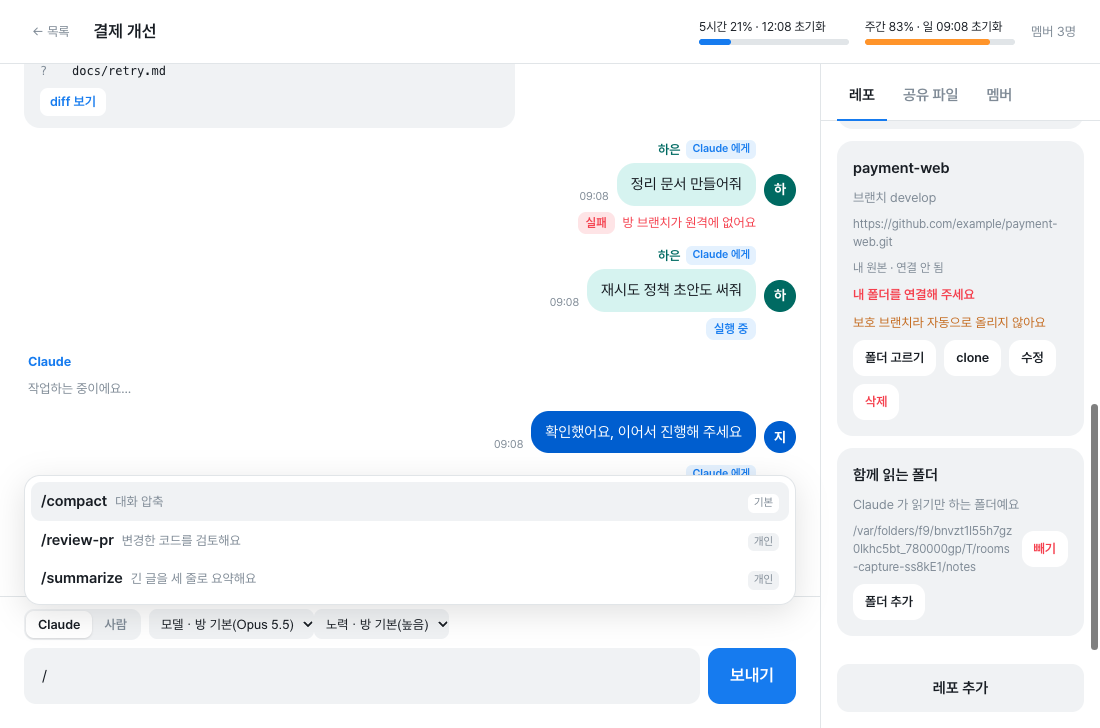 ← 목록
결제 개선
5시간 21% · 12:08 초기화
주간 83% · 일 09:08 초기화
멤버 3명
? docs/retry.md
diff 보기
하은 Claude 에게
정리 문서 만들어줘
하
09:08
실패 방 브랜치가 원격에 없어요
하은 Claude 에게
재시도 정책 초안도 써줘
하
09:08
실행 중
Claude
작업하는 중이에요…
확인했어요, 이어서 진행해 주세요
지
09:08
Claude 에게
/compact 대화 압축 기본
/review-pr 변경한 코드를 검토해요 개인
/summarize 긴 글을 세 줄로 요약해요 개인
Claude 사람 모델 · 방 기본(Opus 5.5) 노력 · 방 기본(높음)
/
보내기
레포 공유 파일 멤버
payment-web
브랜치 develop
https://github.com/example/payment-
web.git
내 원본 · 연결 안 됨
내 폴더를 연결해 주세요
보호 브랜치라 자동으로 올리지 않아요
폴더 고르기 clone 수정
삭제
함께 읽는 폴더
Claude 가 읽기만 하는 폴더예요
/var/folders/f9/bnvzt1l55h7gz
0lkhc5bt_780000gp/T/rooms
-capture-ss8kE1/notes
빼기
폴더 추가
레포 추가